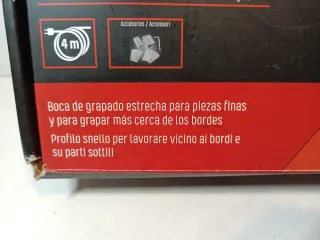 Accesorios / Accessori
4 m
Boca de grapado estrecha para piezas finas
y para grapar más cerca de los bordes
Profilo snello per lavorare vicino ai bordi e
su parti sottili